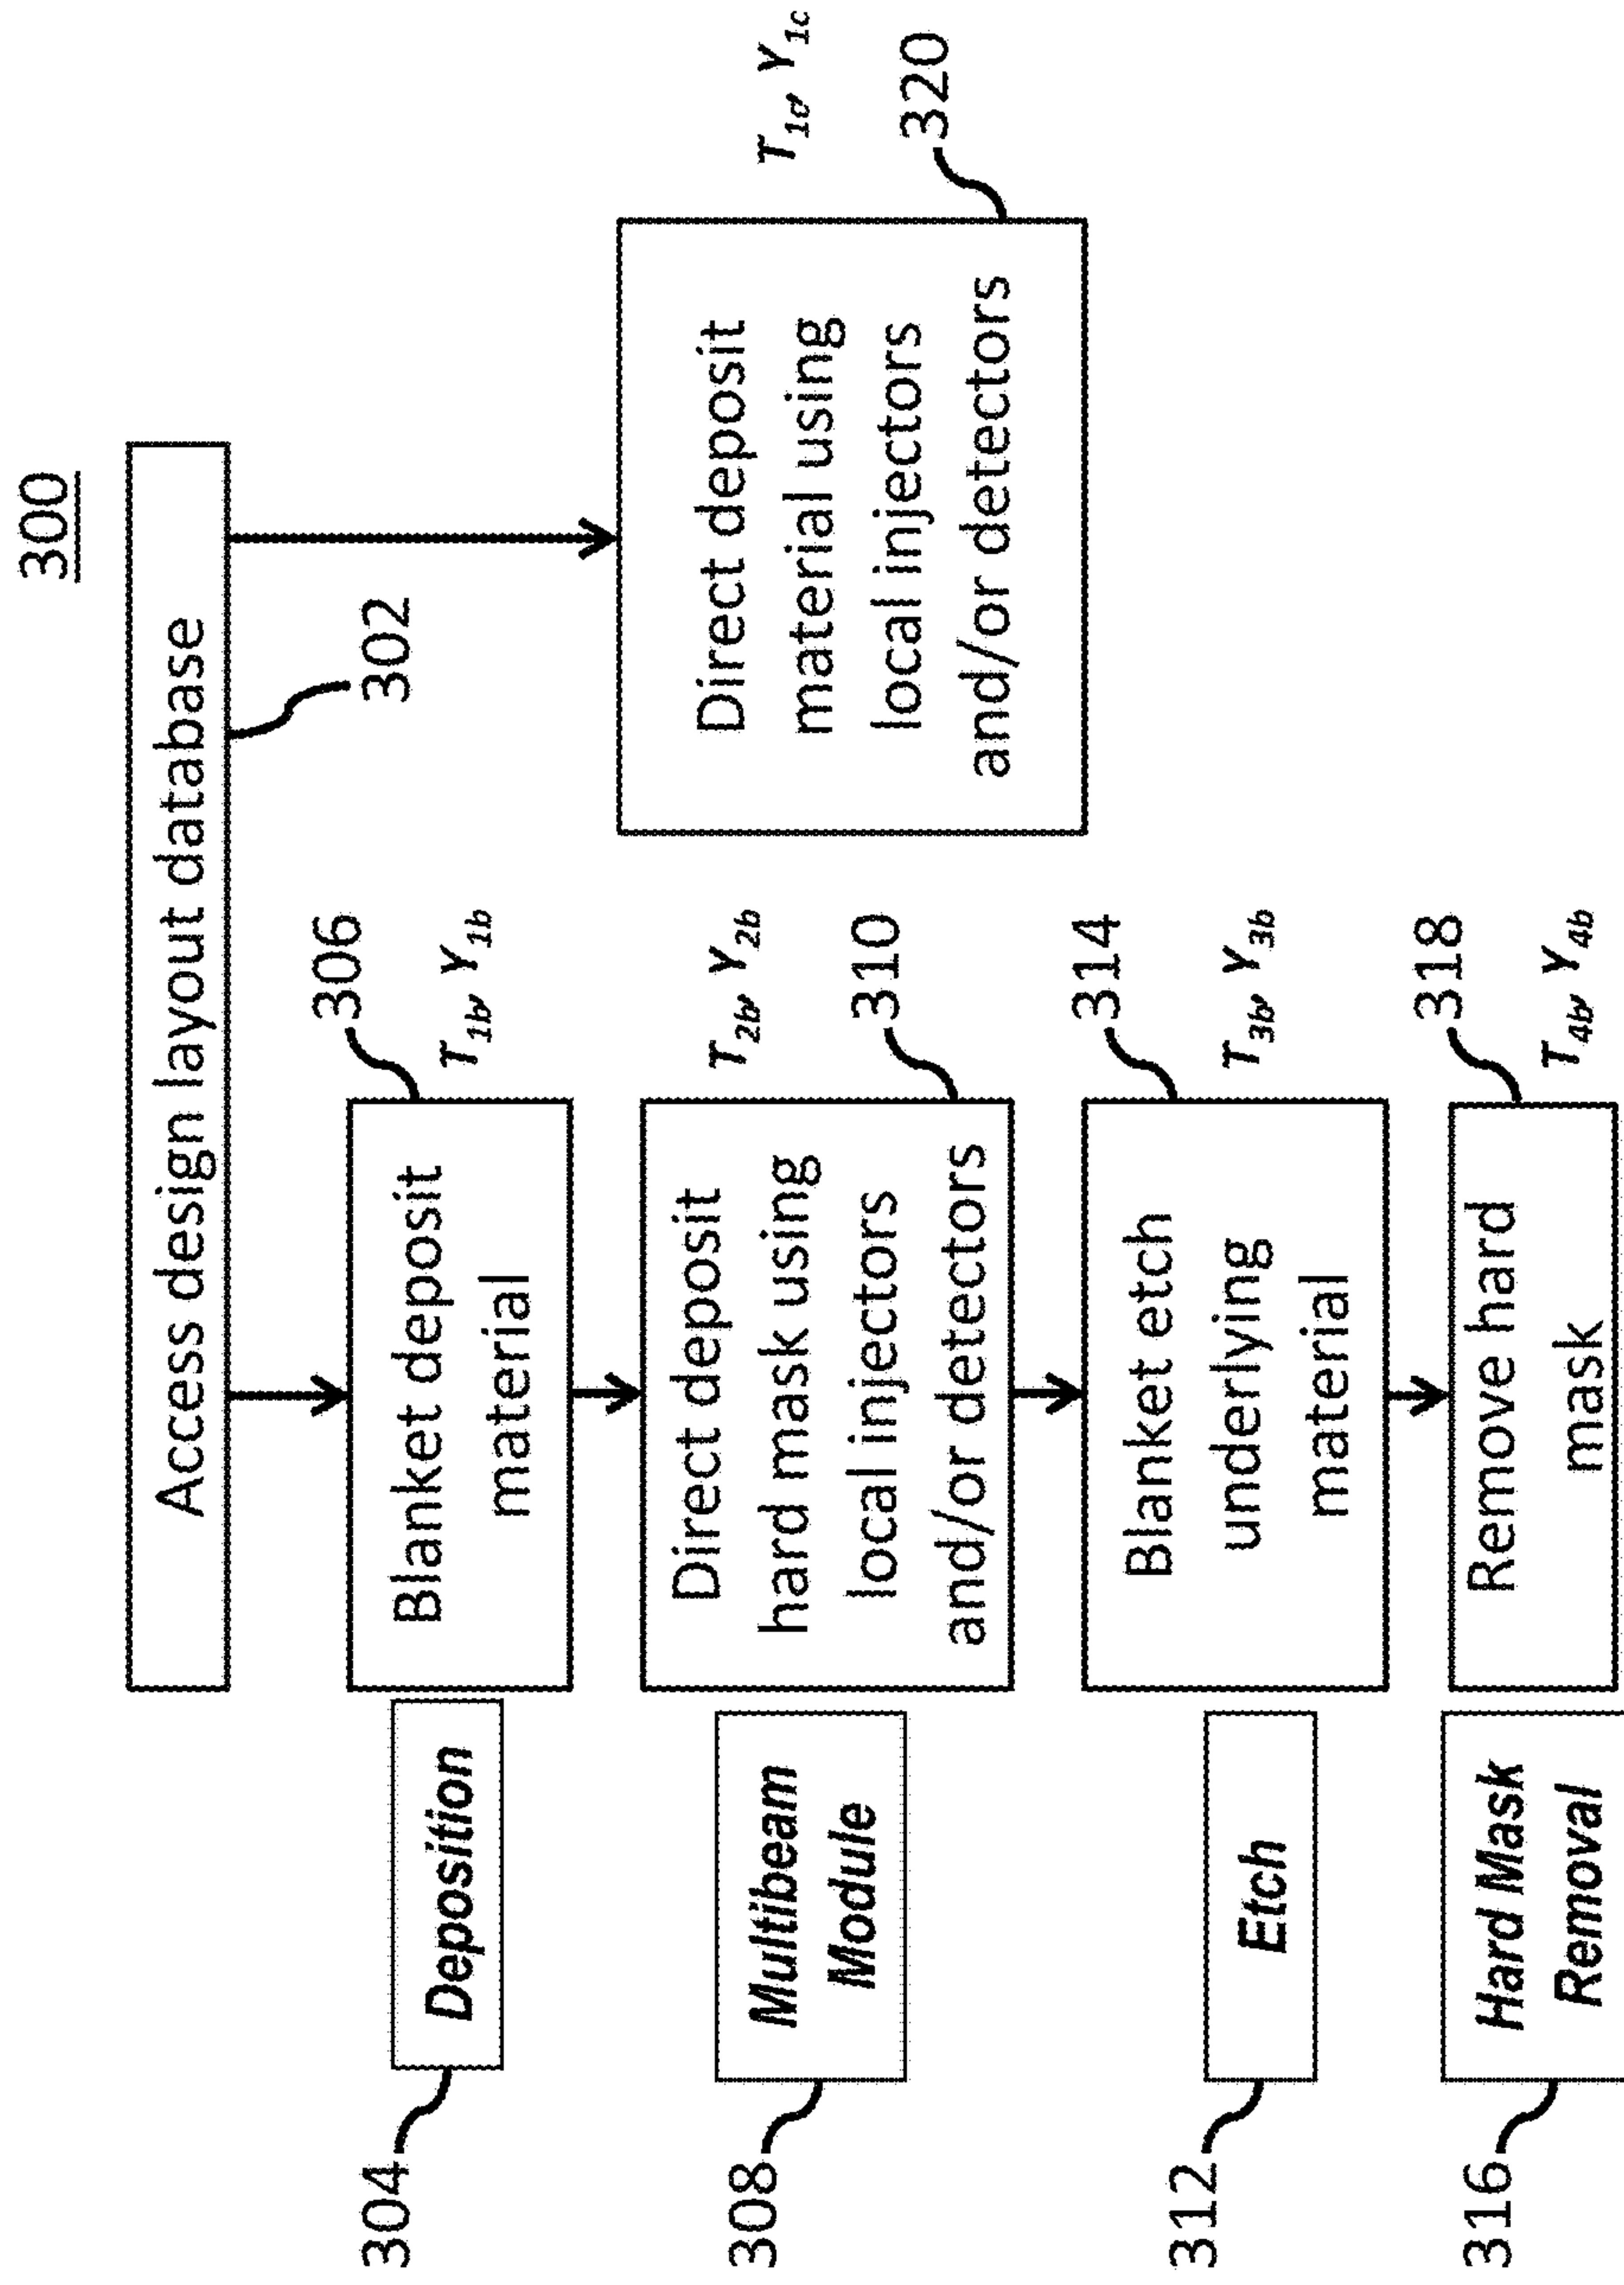 300
Access design layout database
302
304
Deposition
Blanket deposit
material
306
T1b, Y1b
308
Multibeam
Module
Direct deposit
hard mask using
local injectors
and/or detectors
T2b, Y2b
310
312
Etch
Blanket etch
underlying
material
314
T3b, Y3b
316
Hard Mask
Removal
Remove hard
mask
318
T4b, Y4b
Direct deposit
material using
local injectors
and/or detectors
T1c, Y1c
320